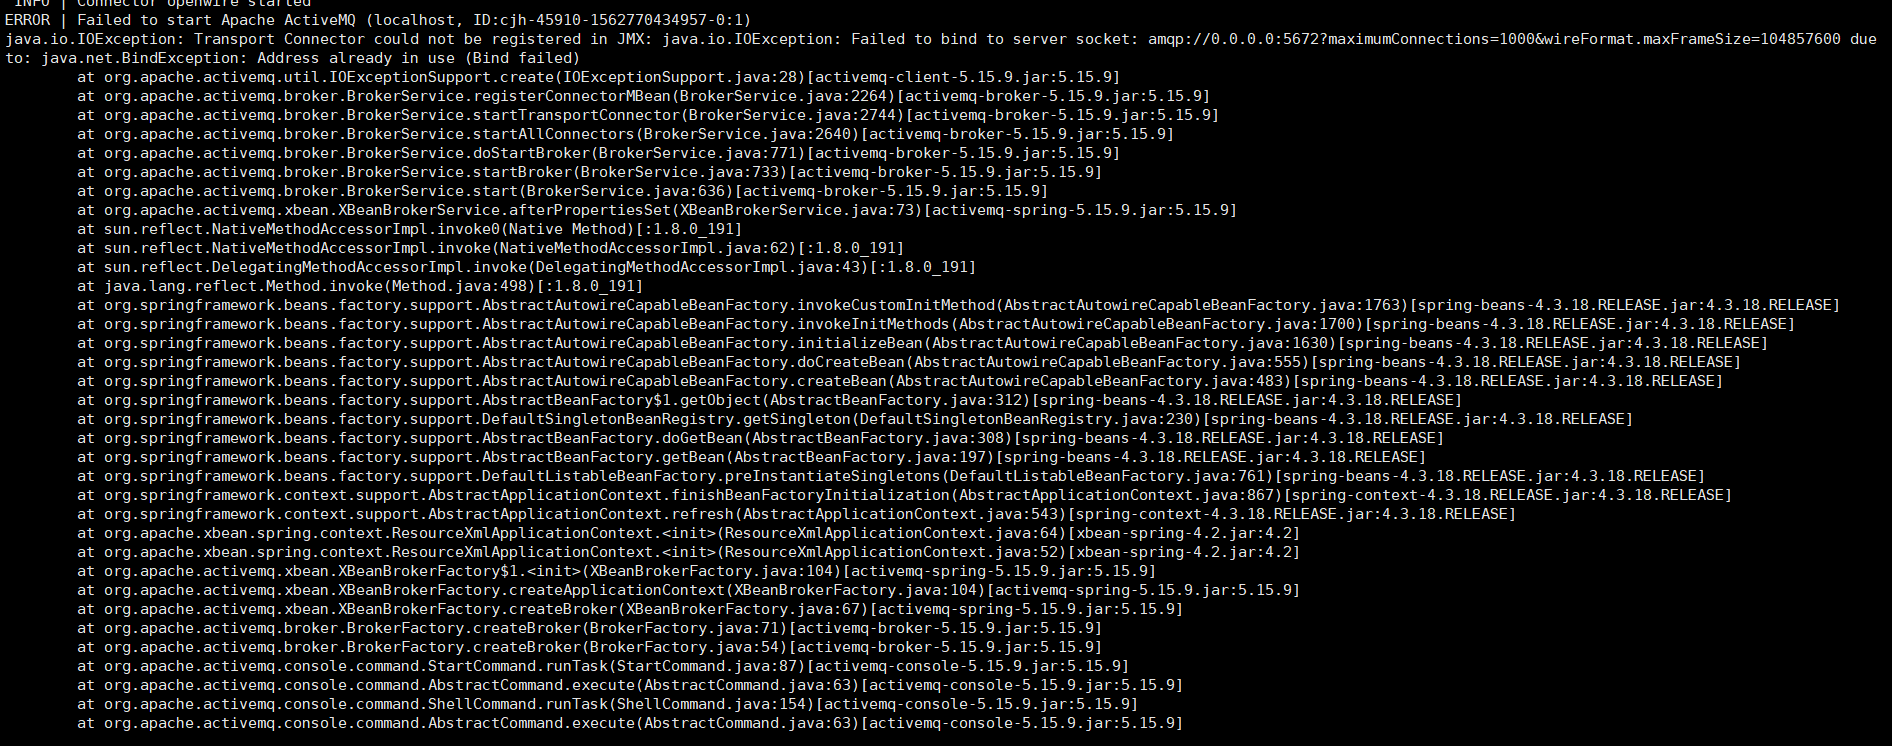 INFO | Connector openwire started
ERROR | Failed to start Apache ActiveMQ (localhost, ID:cjh-45910-1562770434957-0:1)
java.io.IOException: Transport Connector could not be registered in JMX: java.io.IOException: Failed to bind to server socket: amqp://0.0.0.0:5672?maximumConnections=1000&wireFormat.maxFrameSize=104857600 due
to: java.net.BindException: Address already in use (Bind failed)
at org.apache.activemq.util.IOExceptionSupport.create(IOExceptionSupport.java:28)[activemq-client-5.15.9.jar:5.15.9]
at org.apache.activemq.broker.BrokerService.registerConnectorMBean(BrokerService.java:2264)[activemq-broker-5.15.9.jar:5.15.9]
at org.apache.activemq.broker.BrokerService.startTransportConnector(BrokerService.java:2744)[activemq-broker-5.15.9.jar:5.15.9]
at org.apache.activemq.broker.BrokerService.startAllConnectors(BrokerService.java:2640)[activemq-broker-5.15.9.jar:5.15.9]
at org.apache.activemq.broker.BrokerService.doStartBroker(BrokerService.java:771)[activemq-broker-5.15.9.jar:5.15.9]
at org.apache.activemq.broker.BrokerService.startBroker(BrokerService.java:733)[activemq-broker-5.15.9.jar:5.15.9]
at org.apache.activemq.broker.BrokerService.start(BrokerService.java:636)[activemq-broker-5.15.9.jar:5.15.9]
at org.apache.activemq.xbean.XBeanBrokerService.afterPropertiesSet(XBeanBrokerService.java:73)[activemq-spring-5.15.9.jar:5.15.9]
at sun.reflect.NativeMethodAccessorImpl.invoke0(Native Method)[:1.8.0_191]
at sun.reflect.NativeMethodAccessorImpl.invoke(NativeMethodAccessorImpl.java:62)[:1.8.0_191]
at sun.reflect.DelegatingMethodAccessorImpl.invoke(DelegatingMethodAccessorImpl.java:43)[:1.8.0_191]
at java.lang.reflect.Method.invoke(Method.java:498)[:1.8.0_191]
at org.springframework.beans.factory.support.AbstractAutowireCapableBeanFactory.invokeCustomInitMethod(AbstractAutowireCapableBeanFactory.java:1763)[spring-beans-4.3.18.RELEASE.jar:4.3.18.RELEASE]
at org.springframework.beans.factory.support.AbstractAutowireCapableBeanFactory.invokeInitMethods(AbstractAutowireCapableBeanFactory.java:1700)[spring-beans-4.3.18.RELEASE.jar:4.3.18.RELEASE]
at org.springframework.beans.factory.support.AbstractAutowireCapableBeanFactory.initializeBean(AbstractAutowireCapableBeanFactory.java:1630)[spring-beans-4.3.18.RELEASE.jar:4.3.18.RELEASE]
at org.springframework.beans.factory.support.AbstractAutowireCapableBeanFactory.doCreateBean(AbstractAutowireCapableBeanFactory.java:555)[spring-beans-4.3.18.RELEASE.jar:4.3.18.RELEASE]
at org.springframework.beans.factory.support.AbstractAutowireCapableBeanFactory.createBean(AbstractAutowireCapableBeanFactory.java:483)[spring-beans-4.3.18.RELEASE.jar:4.3.18.RELEASE]
at org.springframework.beans.factory.support.AbstractBeanFactory$1.getObject(AbstractBeanFactory.java:312)[spring-beans-4.3.18.RELEASE.jar:4.3.18.RELEASE]
at org.springframework.beans.factory.support.DefaultSingletonBeanRegistry.getSingleton(DefaultSingletonBeanRegistry.java:230)[spring-beans-4.3.18.RELEASE.jar:4.3.18.RELEASE]
at org.springframework.beans.factory.support.AbstractBeanFactory.doGetBean(AbstractBeanFactory.java:308)[spring-beans-4.3.18.RELEASE.jar:4.3.18.RELEASE]
at org.springframework.beans.factory.support.AbstractBeanFactory.getBean(AbstractBeanFactory.java:197)[spring-beans-4.3.18.RELEASE.jar:4.3.18.RELEASE]
at org.springframework.beans.factory.support.DefaultListableBeanFactory.preInstantiateSingletons(DefaultListableBeanFactory.java:761)[spring-beans-4.3.18.RELEASE.jar:4.3.18.RELEASE]
at org.springframework.context.support.AbstractApplicationContext.finishBeanFactoryInitialization(AbstractApplicationContext.java:867)[spring-context-4.3.18.RELEASE.jar:4.3.18.RELEASE]
at org.springframework.context.support.AbstractApplicationContext.refresh(AbstractApplicationContext.java:543)[spring-context-4.3.18.RELEASE.jar:4.3.18.RELEASE]
at org.apache.xbean.spring.context.ResourceXmlApplicationContext.<init>(ResourceXmlApplicationContext.java:64)[xbean-spring-4.2.jar:4.2]
at org.apache.xbean.spring.context.ResourceXmlApplicationContext.<init>(ResourceXmlApplicationContext.java:52)[xbean-spring-4.2.jar:4.2]
at org.apache.activemq.xbean.XBeanBrokerFactory$1.<init>(XBeanBrokerFactory.java:104)[activemq-spring-5.15.9.jar:5.15.9]
at org.apache.activemq.xbean.XBeanBrokerFactory.createApplicationContext(XBeanBrokerFactory.java:104)[activemq-spring-5.15.9.jar:5.15.9]
at org.apache.activemq.xbean.XBeanBrokerFactory.createBroker(XBeanBrokerFactory.java:67)[activemq-spring-5.15.9.jar:5.15.9]
at org.apache.activemq.broker.BrokerFactory.createBroker(BrokerFactory.java:71)[activemq-broker-5.15.9.jar:5.15.9]
at org.apache.activemq.broker.BrokerFactory.createBroker(BrokerFactory.java:54)[activemq-broker-5.15.9.jar:5.15.9]
at org.apache.activemq.console.command.StartCommand.runTask(StartCommand.java:87)[activemq-console-5.15.9.jar:5.15.9]
at org.apache.activemq.console.command.AbstractCommand.execute(AbstractCommand.java:63)[activemq-console-5.15.9.jar:5.15.9]
at org.apache.activemq.console.command.ShellCommand.runTask(ShellCommand.java:154)[activemq-console-5.15.9.jar:5.15.9]
at org.apache.activemq.console.command.AbstractCommand.execute(AbstractCommand.java:63)[activemq-console-5.15.9.jar:5.15.9]